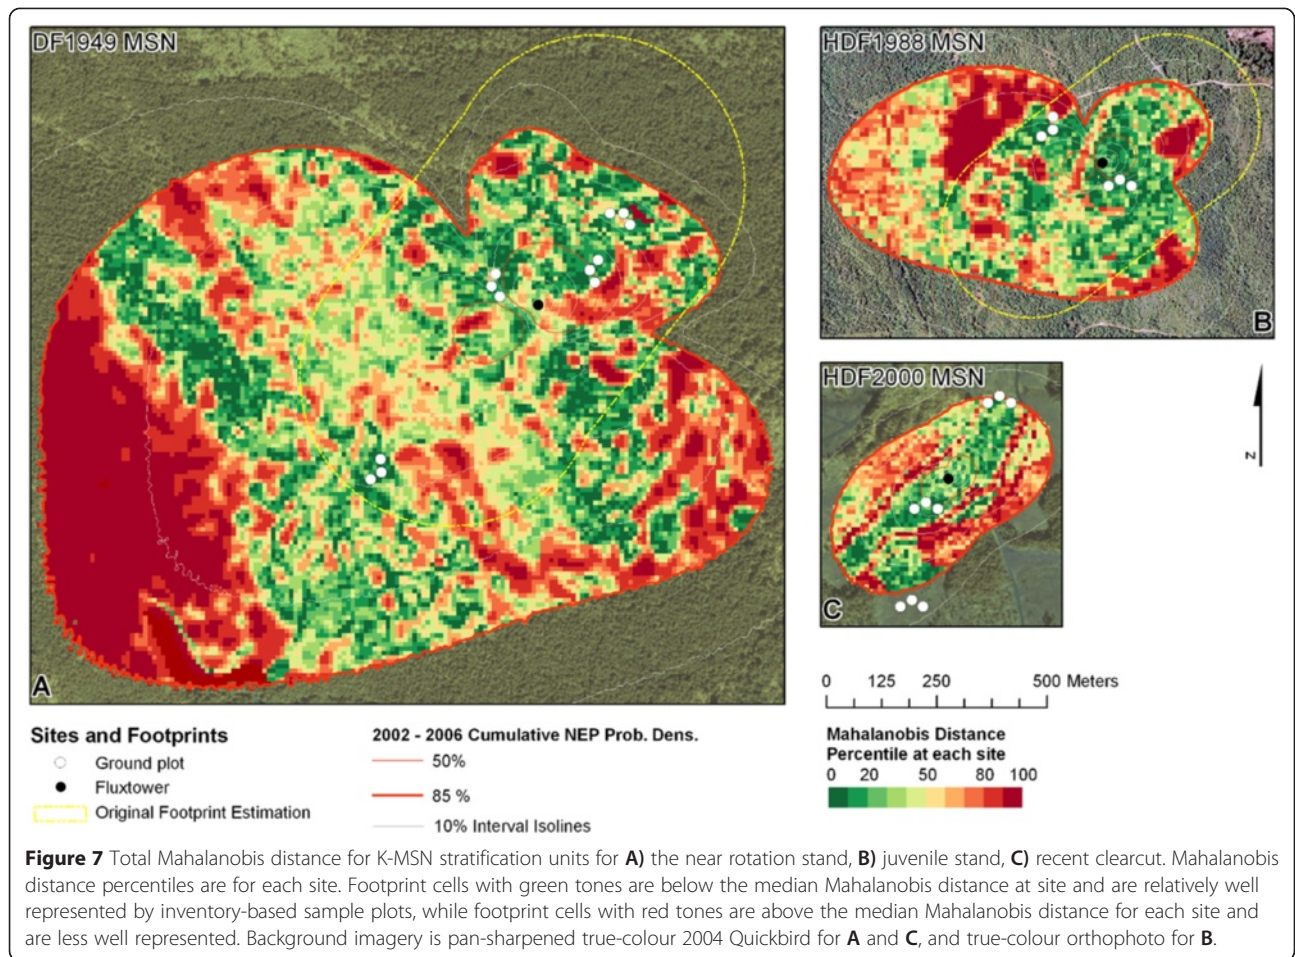 DF1949 MSN
A
HDF1988 MSN
B
HDF2000 MSN
C
N
0 125 250 500 Meters
Sites and Footprints
Ground plot
Fluxtower
Original Footprint Estimation
2002 - 2006 Cumulative NEP Prob. Dens.
50%
85 %
10% Interval Isolines
Mahalanobis Distance
Percentile at each site
0 20 50 80 100
Figure 7 Total Mahalanobis distance for K-MSN stratification units for A) the near rotation stand, B) juvenile stand, C) recent clearcut. Mahalanobis
distance percentiles are for each site. Footprint cells with green tones are below the median Mahalanobis distance at site and are relatively well
represented by inventory-based sample plots, while footprint cells with red tones are above the median Mahalanobis distance for each site and
are less well represented. Background imagery is pan-sharpened true-colour 2004 Quickbird for A and C, and true-colour orthophoto for B.